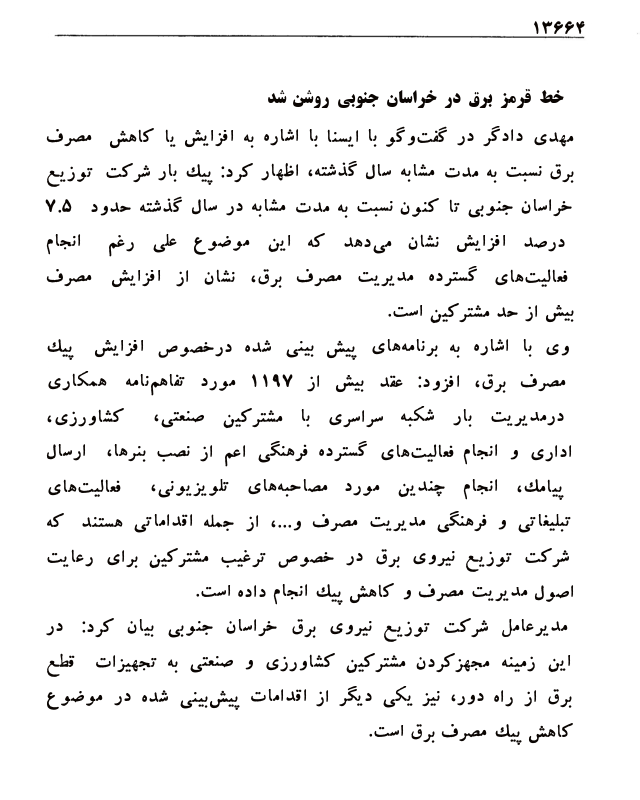 ۱۳۶۶۴
خط قرمز برق در خراسان جنوبی روشن شد
مهدی دادگر در گفت‌وگو با ایسنا با اشاره به افزایش یا کاهش مصرف
برق نسبت به مدت مشابه سال گذشته، اظهار کرد: پیك بار شرکت توزیع
خراسان جنوبی تا کنون نسبت به مدت مشابه در سال گذشته حدود ۷.۵
درصد افزایش نشان می‌دهد که این موضوع علی رغم انجام
فعالیت‌های گسترده مدیریت مصرف برق، نشان از افزایش مصرف
بیش از حد مشترکین است.
وی با اشاره به برنامه‌های پیش بینی شده درخصوص افزایش پیك
مصرف برق، افزود: عقد بیش از ۱۱۹۷ مورد تفاهم‌نامه همکاری
درمدیریت بار شکبه سراسری با مشترکین صنعتی، کشاورزی،
اداری و انجام فعالیت‌های گسترده فرهنگی اعم از نصب بنرها، ارسال
پیامك، انجام چندین مورد مصاحبه‌های تلویزیونی، فعالیت‌های
تبلیغاتی و فرهنگی مدیریت مصرف و...، از جمله اقداماتی هستند که
شرکت توزیع نیروی برق در خصوص ترغیب مشترکین برای رعایت
اصول مدیریت مصرف و کاهش پیك انجام داده است.
مدیرعامل شرکت توزیع نیروی برق خراسان جنوبی بیان کرد: در
این زمینه مجهزکردن مشترکین کشاورزی و صنعتی به تجهیزات قطع
برق از راه دور، نیز یکی دیگر از اقدامات پیش‌بینی شده در موضوع
کاهش پیك مصرف برق است.